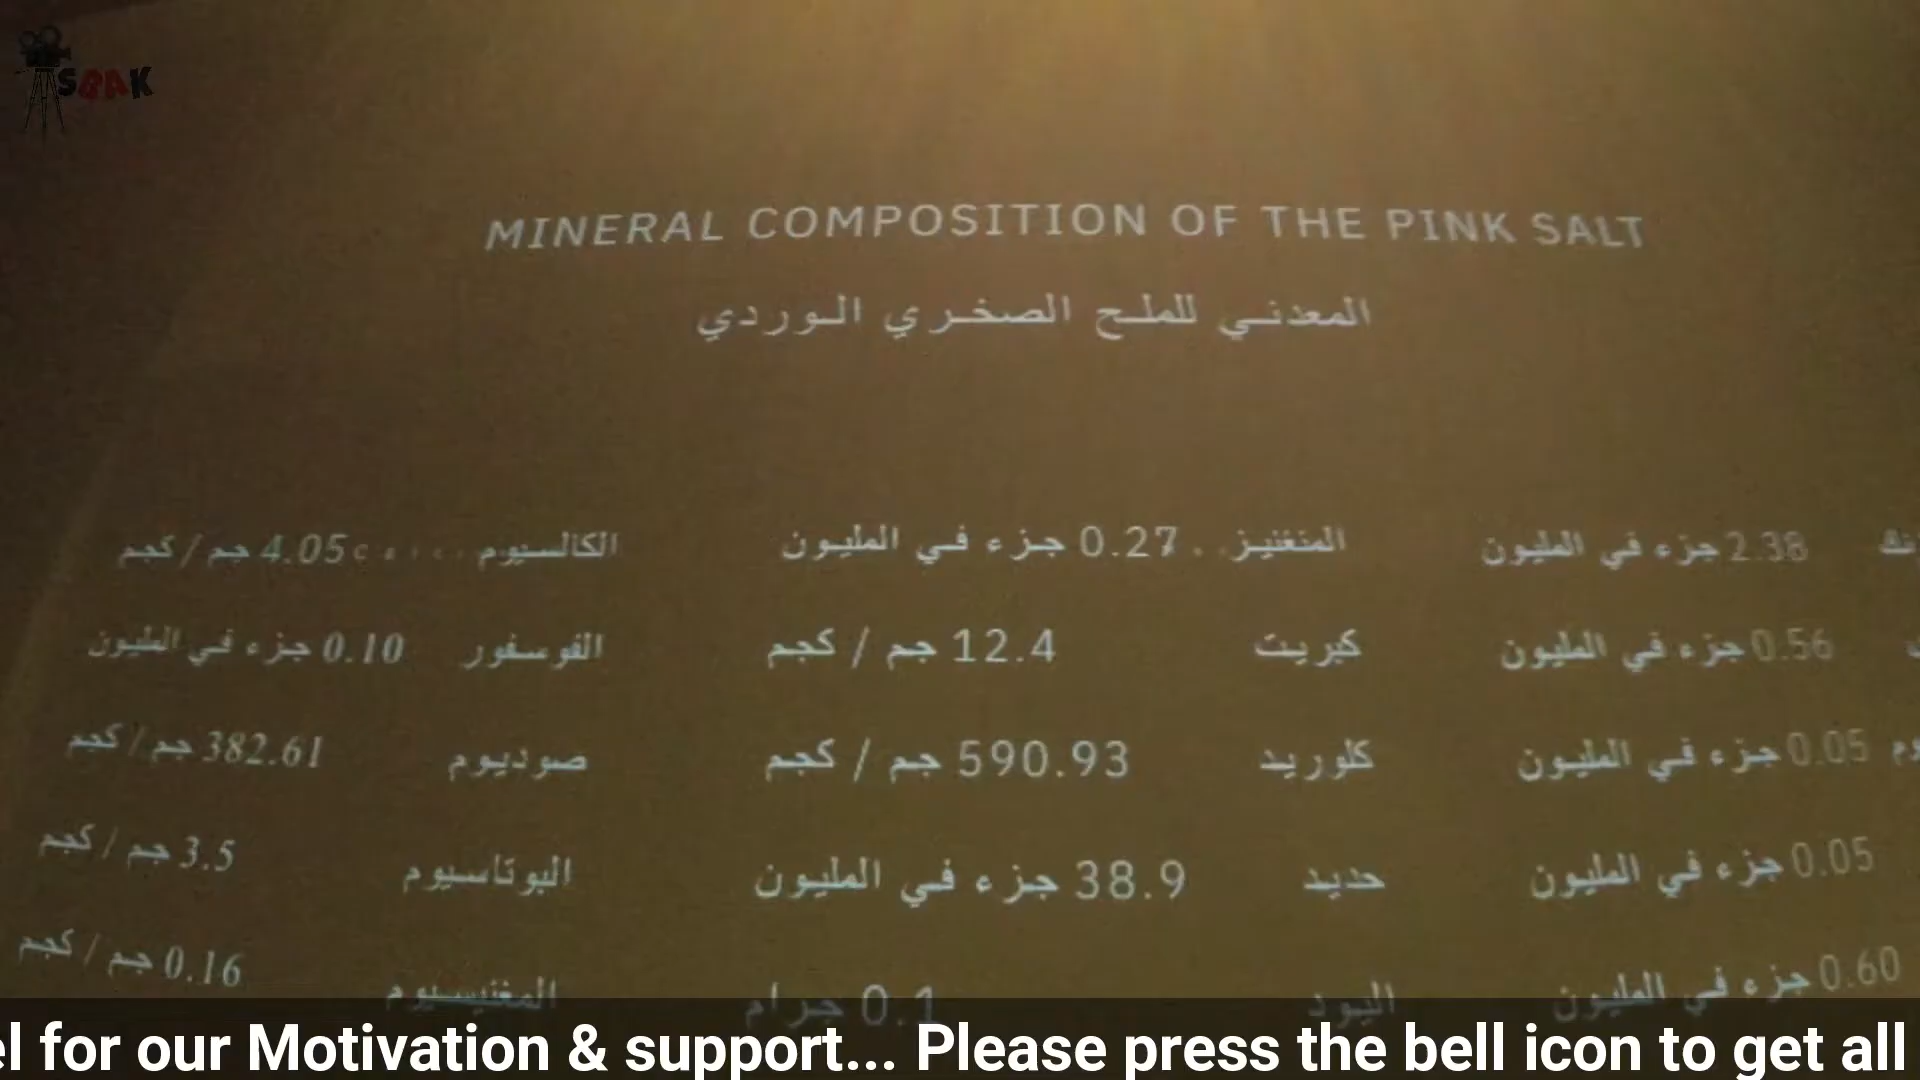 SBAK
MINERAL COMPOSITION OF THE PINK SALT
المعدني للملح الصخري الوردي
2.38 جزء في المليون المنغنيز . . 0.27 جزء في المليون الكالسيوم 4.05 جم / كجم
0.56 جزء في المليون كبريت 12.4 جم / كجم الفوسفور 0.10 جزء في المليون
0.05 جزء في المليون كلوريد 590.93 جم / كجم صوديوم 382.61 جم / كجم
0.05 جزء في المليون حديد 38.9 جزء في المليون البوتاسيوم 3.5 جم / كجم
0.60 جزء في المليون اليود 0.1 جرام المغنيسيوم 0.16 جم / كجم
for our Motivation & support... Please press the bell icon to get all